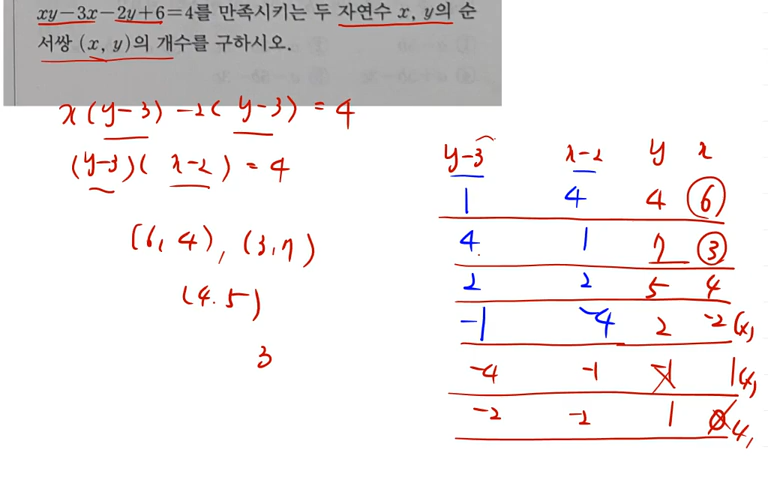 xy-3x-2y+6=4를 만족시키는 두 자연수 x, y의 순
서쌍 (x, y)의 개수를 구하시오.
x(y-3)-2(y-3)=4
(y-3)(x-2)=4
(6, 4), (3, 7)
(4. 5)
3
y-3 x-2 y x
1 4 4 6
4 1 7 3
2 2 5 4
-1 -4 2 -2
-4 -1 -1 1
-2 -2 1 0